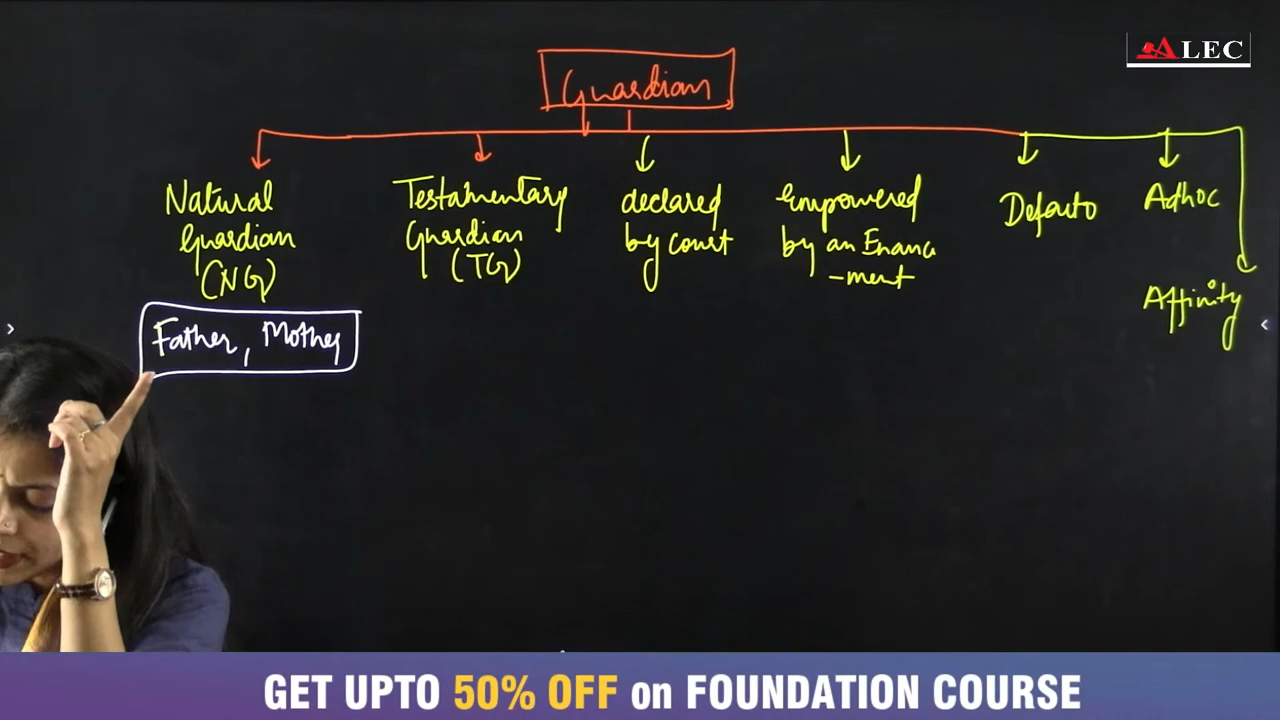 ALEC
Guardian
Natural
Guardian
(NG)
Father, Mother
Testamentary
Guardian
(TG)
declared
by court
Empowered
by an Enanc
-ment
Defacto
Adhoc
Affinity
GET UPTO 50% OFF on FOUNDATION COURSE